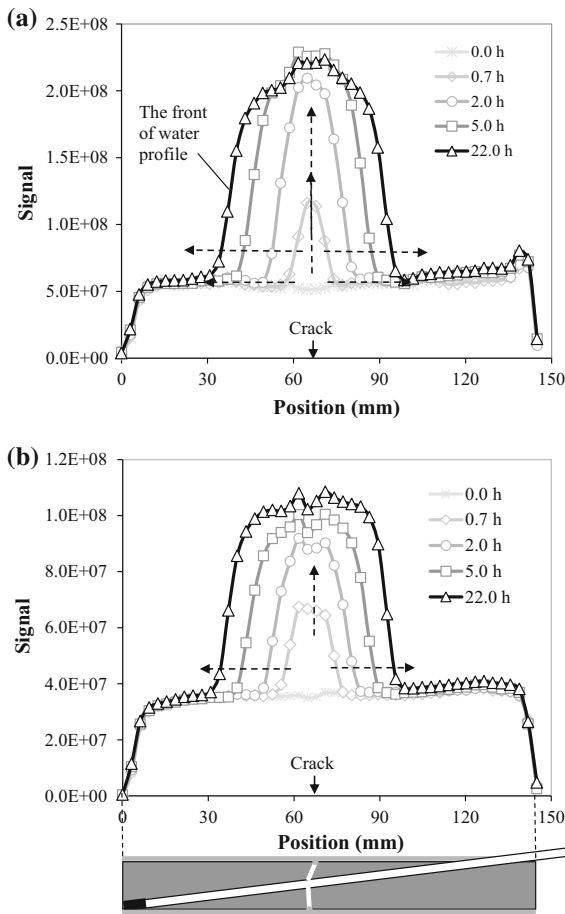 (a)
2.5E+08
2.0E+08
1.5E+08
1.0E+08
5.0E+07
0.0E+00
Signal
The front
of water
profile
0.0 h
0.7 h
2.0 h
5.0 h
22.0 h
Crack
0
30
60
90
120
150
Position (mm)
(b)
1.2E+08
1.0E+08
8.0E+07
6.0E+07
4.0E+07
2.0E+07
0.0E+00
Signal
0.0 h
0.7 h
2.0 h
5.0 h
22.0 h
Crack
0
30
60
90
120
150
Position (mm)